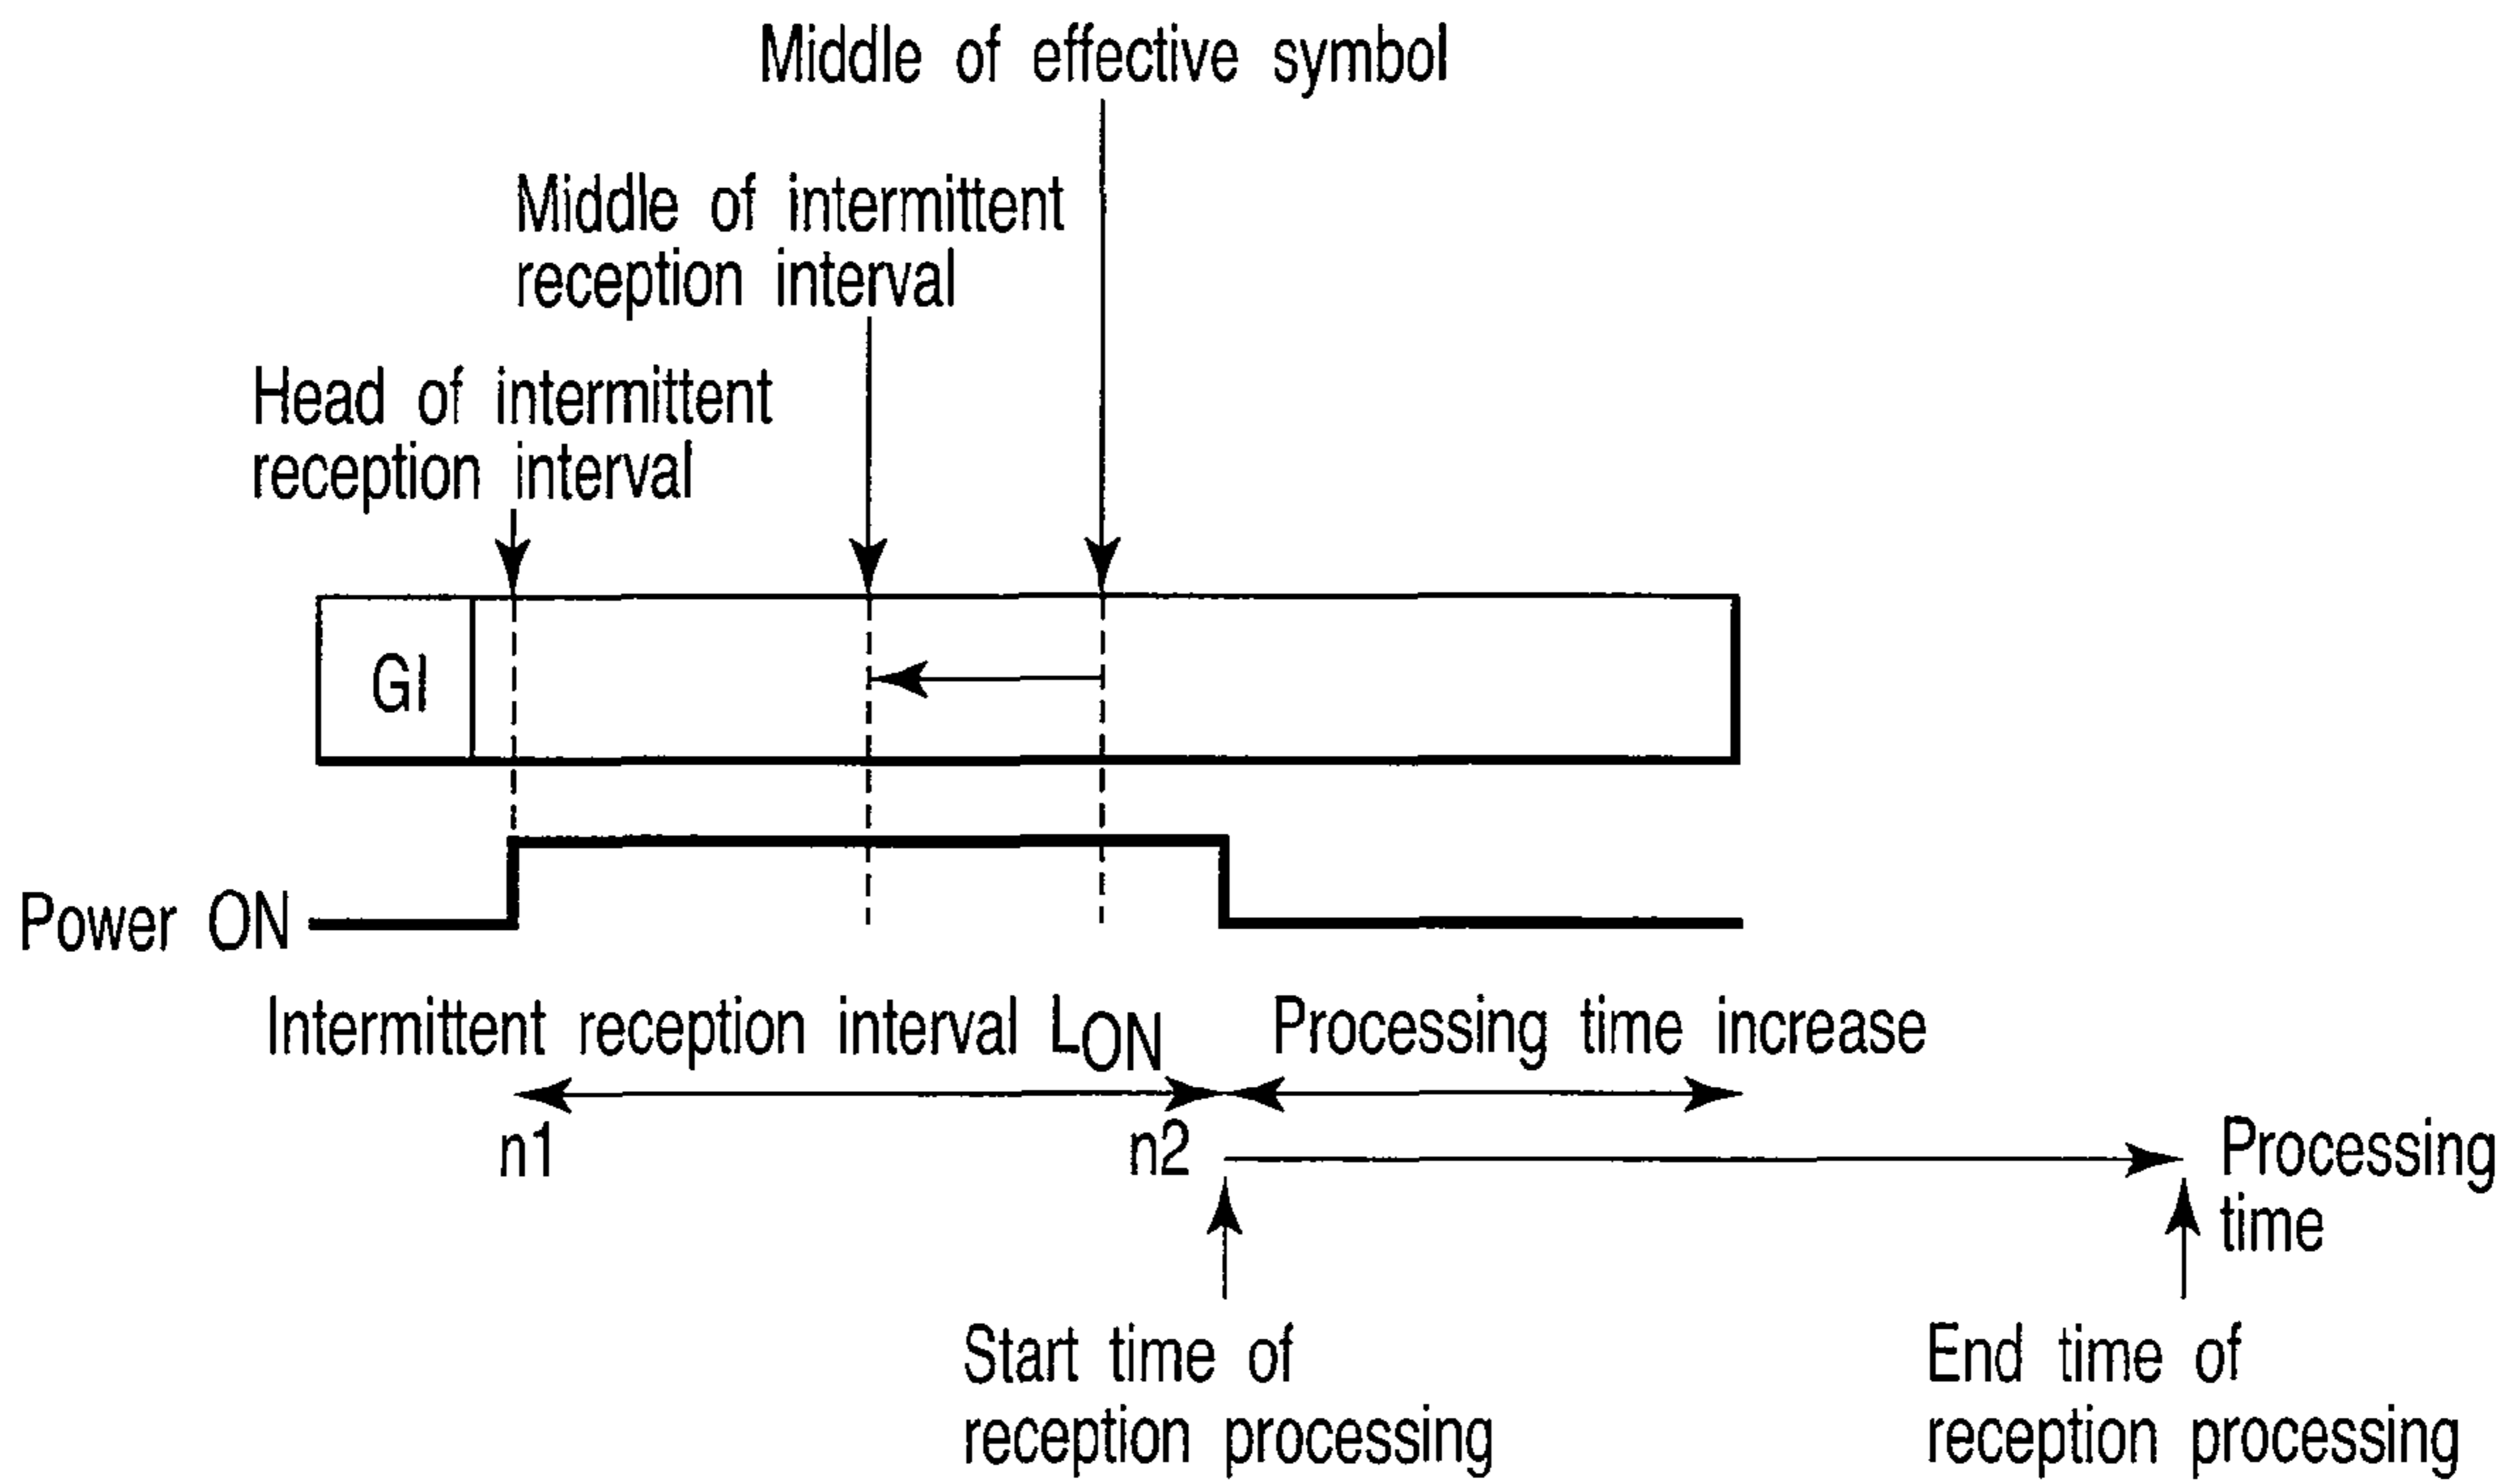 Middle of effective symbol
Middle of intermittent
reception interval
Head of intermittent
reception interval
GI
Power ON
Intermittent reception interval LON
Processing time increase
n1
n2
Processing
time
Start time of
reception processing
End time of
reception processing